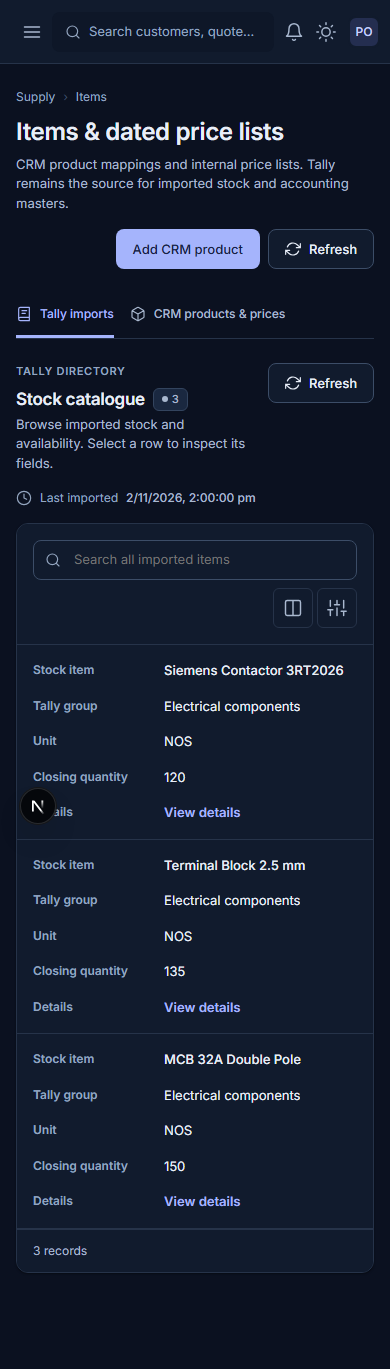 Search customers, quote...
PO
Supply › Items
Items & dated price lists
CRM product mappings and internal price lists. Tally
remains the source for imported stock and accounting
masters.
Add CRM product
Refresh
Tally imports
CRM products & prices
TALLY DIRECTORY
Refresh
Stock catalogue
3
Browse imported stock and
availability. Select a row to inspect its
fields.
Last imported 2/11/2026, 2:00:00 pm
Search all imported items
Stock item Siemens Contactor 3RT2026
Tally group Electrical components
Unit NOS
Closing quantity 120
N
View details
Stock item Terminal Block 2.5 mm
Tally group Electrical components
Unit NOS
Closing quantity 135
Details View details
Stock item MCB 32A Double Pole
Tally group Electrical components
Unit NOS
Closing quantity 150
Details View details
3 records